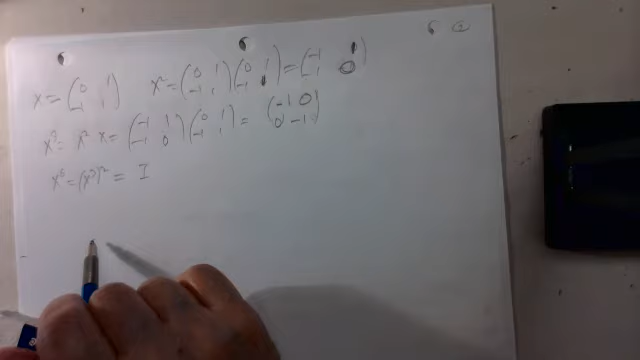 x = (0 1 / -1 1) x² = (0 1 / -1 1)(0 1 / -1 1) = (-1 1 / -1 0)
x³ = x² x = (-1 1 / -1 0)(0 1 / -1 1) = (-1 0 / 0 -1)
x⁶ = (x³)² = I